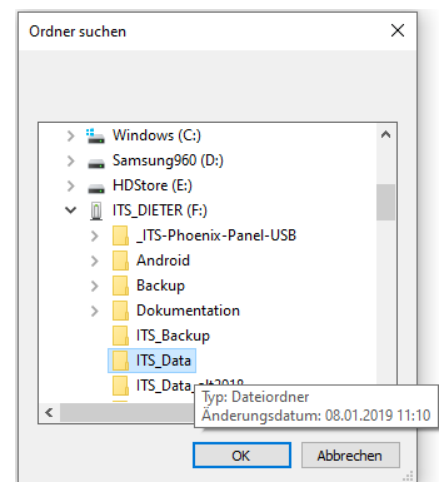 Ordner suchen
Windows (C:)
Samsung960 (D:)
HDStore (E:)
ITS_DIETER (F:)
_ITS-Phoenix-Panel-USB
Android
Backup
Dokumentation
ITS_Backup
ITS_Data
ITS_Data_alt2018
Typ: Dateiordner
Änderungsdatum: 08.01.2019 11:10
OK
Abbrechen